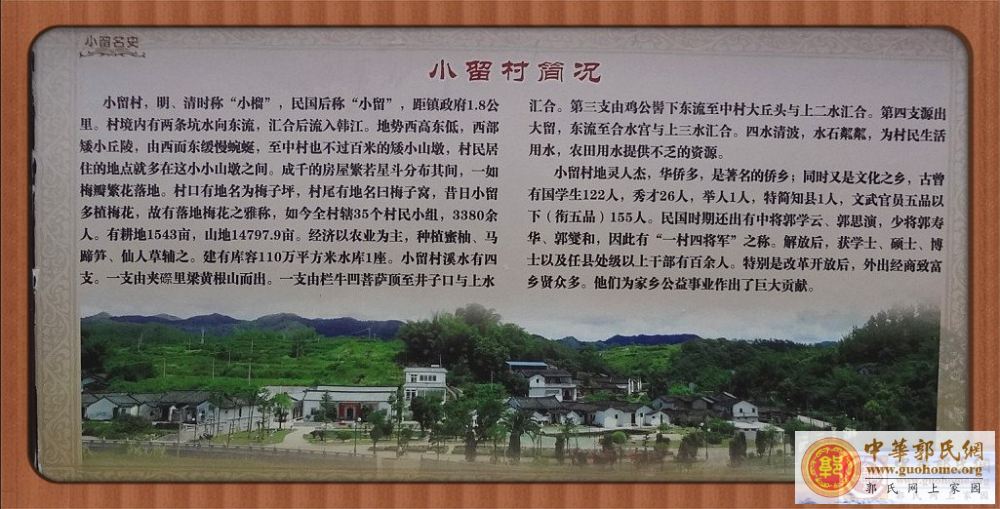 小留名史
小留村简况
小留村，明、清时称“小榴”，民国后称“小留”，距镇政府1.8公
里。村境内有两条坑水向东流，汇合后流入韩江。地势西高东低，西部
矮小丘陵，由西而东缓慢蜿蜒，至中村也不过百米的矮小山墩，村民居
住的地点就多在这小小山墩之间。成千的房屋繁若星斗分布其间，一如
梅瓣繁花落地。村口有地名为梅子坪，村尾有地名曰梅子窝，昔日小留
多植梅花，故有落地梅花之雅称，如今全村辖35个村民小组，3380余
人。有耕地1543亩，山地14797.9亩。经济以农业为主，种植蜜柚、马
蹄笋、仙人草辅之。建有库容110万平方米水库1座。小留村溪水有四
支。一支由夹磜里梁黄根山而出。一支由栏牛凹菩萨顶至井子口与上水
汇合。第三支由鸡公髻下东流至中村大丘头与上二水汇合。第四支源出
大留，东流至合水宫与上三水汇合。四水清波，水石粼粼，为村民生活
用水，农田用水提供不乏的资源。
小留村地灵人杰，华侨多，是著名的侨乡；同时又是文化之乡，古曾
有国学生122人，秀才26人，举人1人，特简知县1人，文武官员五品以
下（衔五品）155人。民国时期还出有中将郭学云、郭思演，少将郭寿
华、郭燮和，因此有“一村四将军”之称。解放后，获学士、硕士、博
士以及任县处级以上干部有百余人。特别是改革开放后，外出经商致富
乡贤众多。他们为家乡公益事业作出了巨大贡献。
郭
中華郭氏網
www.guohome.org
郭氏网上家园